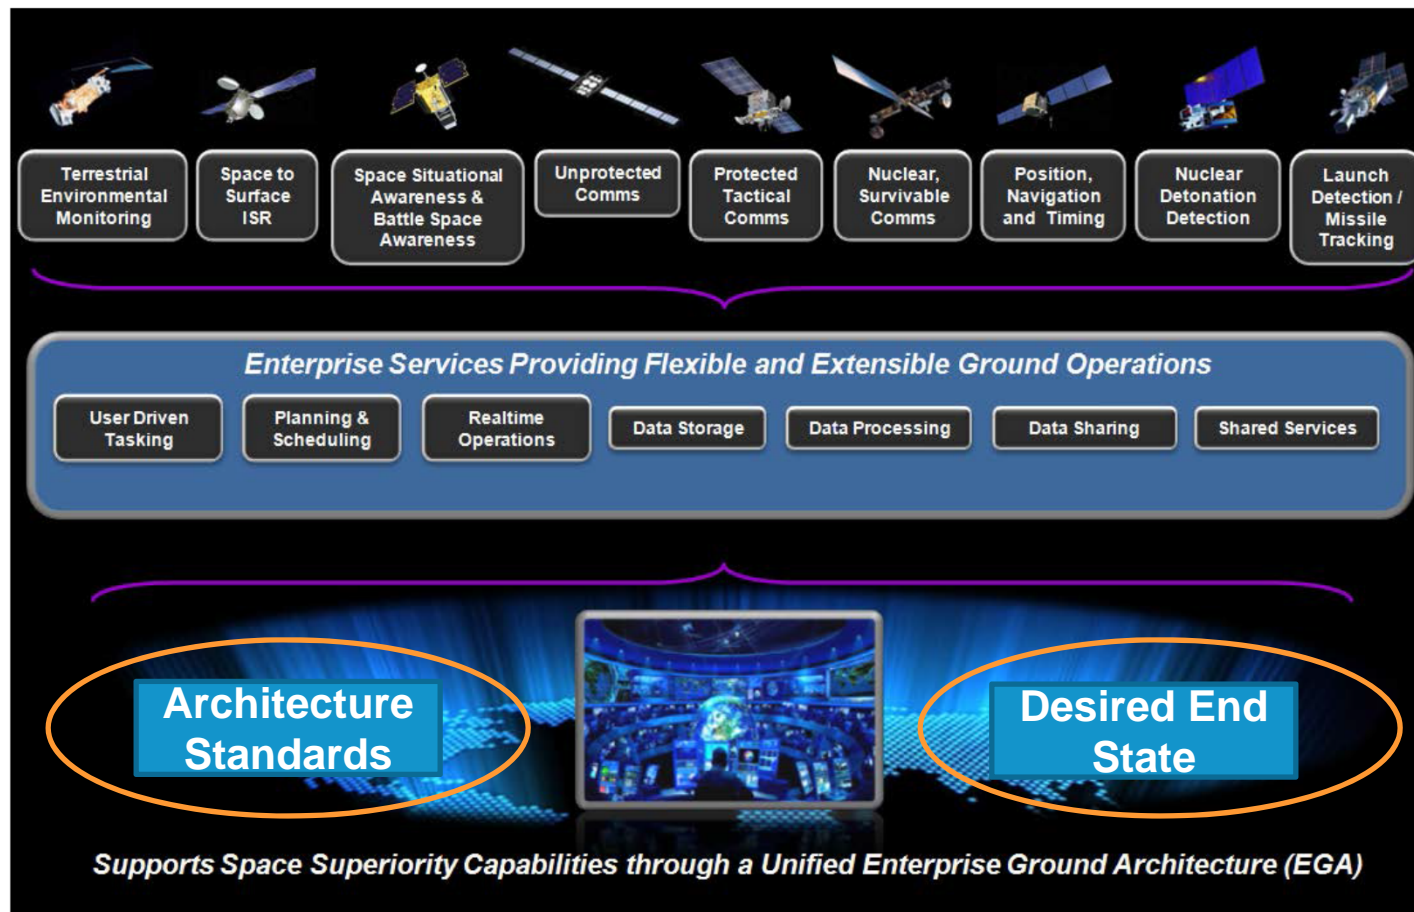 Terrestrial
Environmental
Monitoring
Space to
Surface
ISR
Space Situational
Awareness &
Battle Space
Awareness
Unprotected
Comms
Protected
Tactical
Comms
Nuclear,
Survivable
Comms
Position,
Navigation
and Timing
Nuclear
Detonation
Detection
Launch
Detection /
Missile
Tracking
Enterprise Services Providing Flexible and Extensible Ground Operations
User Driven
Tasking
Planning &
Scheduling
Realtime
Operations
Data Storage
Data Processing
Data Sharing
Shared Services
Architecture
Standards
Desired End
State
Supports Space Superiority Capabilities through a Unified Enterprise Ground Architecture (EGA)